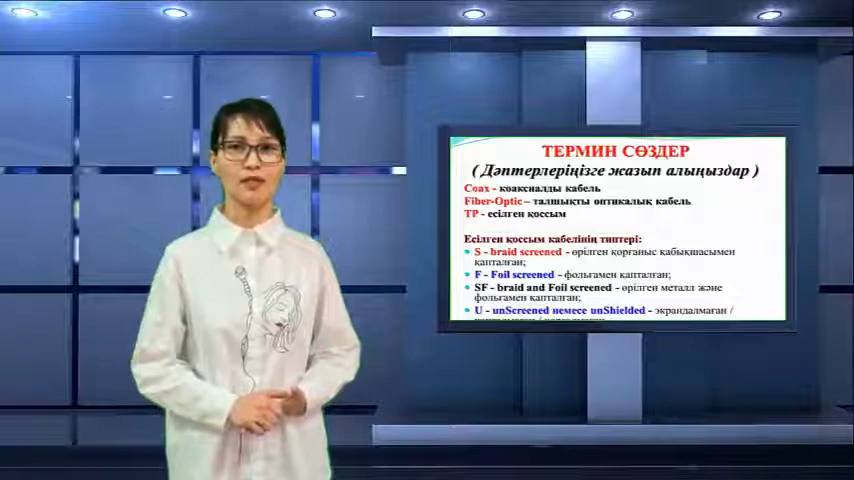 ТЕРМИН СӨЗДЕР
( Дәптерлеріңізге жазып алыңыздар )
Coax - коаксиалды кабель
Fiber-Optic – талшықты оптикалық кабель
TP - есілген қоссым
Есілген қоссым кабелінің типтері:
S - braid screened - өрілген қорғаныс қабықшасымен
қапталған;
F - Foil screened - фольгамен қапталған;
SF - braid and Foil screened - өрілген металл және
фольгамен қапталған;
U - unScreened немесе unShielded - экрандалмаған /